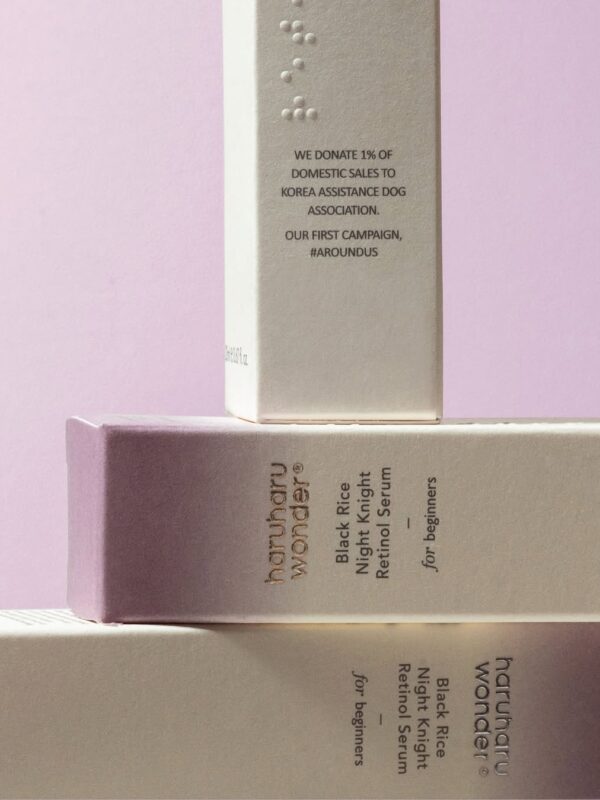 WE DONATE 1% OF
DOMESTIC SALES TO
KOREA ASSISTANCE DOG
ASSOCIATION.
OUR FIRST CAMPAIGN,
#AROUNDUS
haruharu
wonder®
Black Rice
Night Knight
Retinol Serum
–
for beginners
haruharu
wonder®
Black Rice
Night Knight
Retinol Serum
–
for beginners